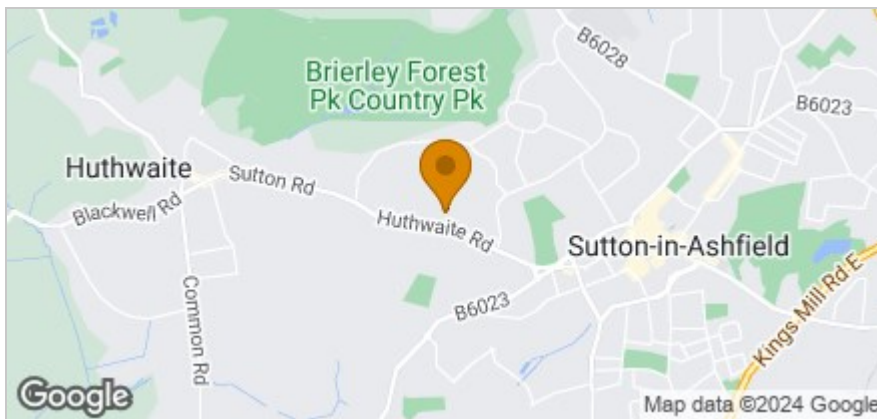 Brierley Forest
Pk Country Pk
B6028
B6023
Huthwaite
Sutton Rd
Blackwell Rd
Huthwaite Rd
Sutton-in-Ashfield
Common Rd
B6023
Kings Mill Rd E
Google
Map data ©2024 Google